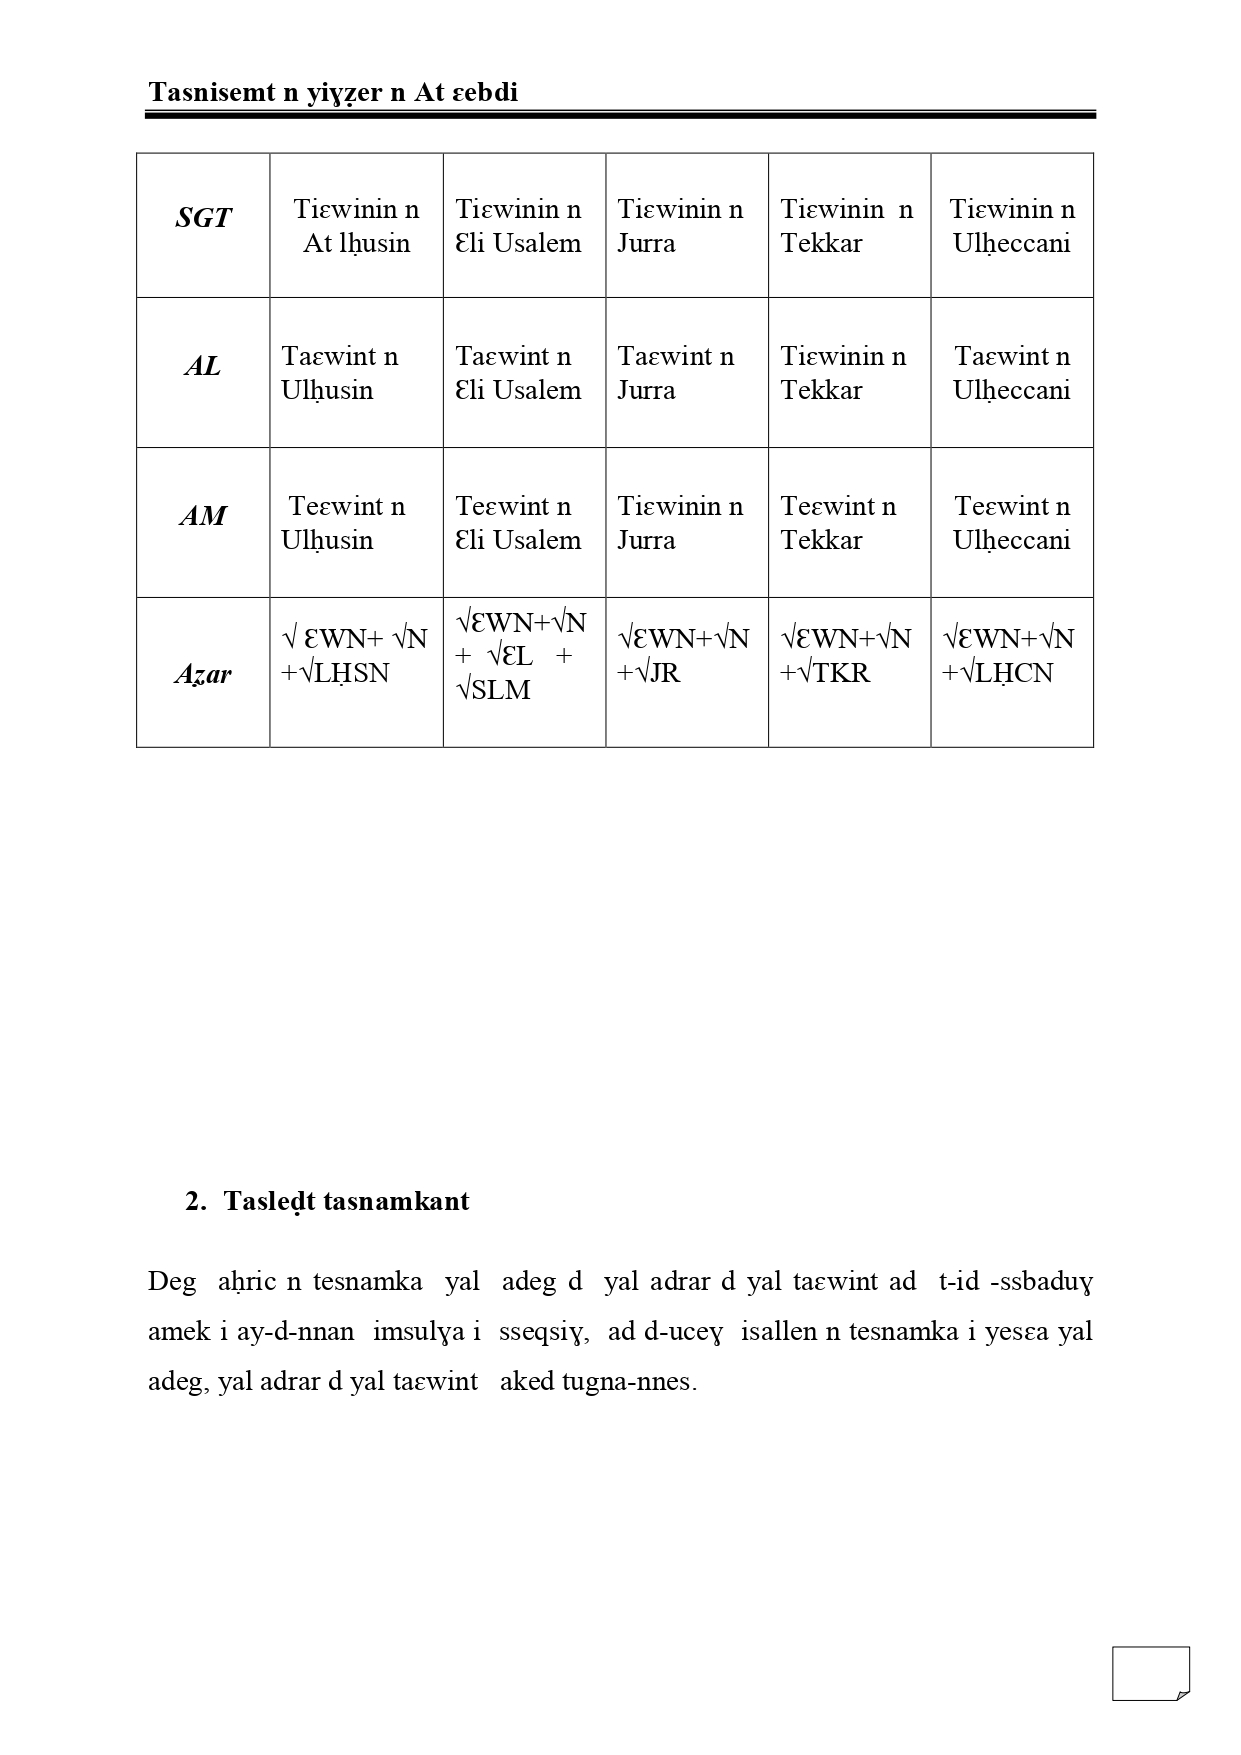 Tasnisemt n yiɣẓer n At ɛebdi
SGT
Tiɛwinin n
At lḥusin
Tiɛwinin n
Ɛli Usalem
Tiɛwinin n
Jurra
Tiɛwinin n
Tekkar
Tiɛwinin n
Ulḥeccani
AL
Taɛwint n
Ulḥusin
Taɛwint n
Ɛli Usalem
Taɛwint n
Jurra
Tiɛwinin n
Tekkar
Taɛwint n
Ulḥeccani
AM
Teɛwint n
Ulḥusin
Teɛwint n
Ɛli Usalem
Tiɛwinin n
Jurra
Teɛwint n
Tekkar
Teɛwint n
Ulḥeccani
Aẓar
√ ƐWN+ √N
+√LḤSN
√ƐWN+√N
+ √ƐL +
√SLM
√ƐWN+√N
+√JR
√ƐWN+√N
+√TKR
√ƐWN+√N
+√LḤCN
2. Tasleḍt tasnamkant
Deg aḥric n tesnamka yal adeg d yal adrar d yal taɛwint ad t-id -ssbaduɣ
amek i ay-d-nnan imsulɣa i sseqsiɣ, ad d-uceɣ isallen n tesnamka i yesɛa yal
adeg, yal adrar d yal taɛwint aked tugna-nnes.